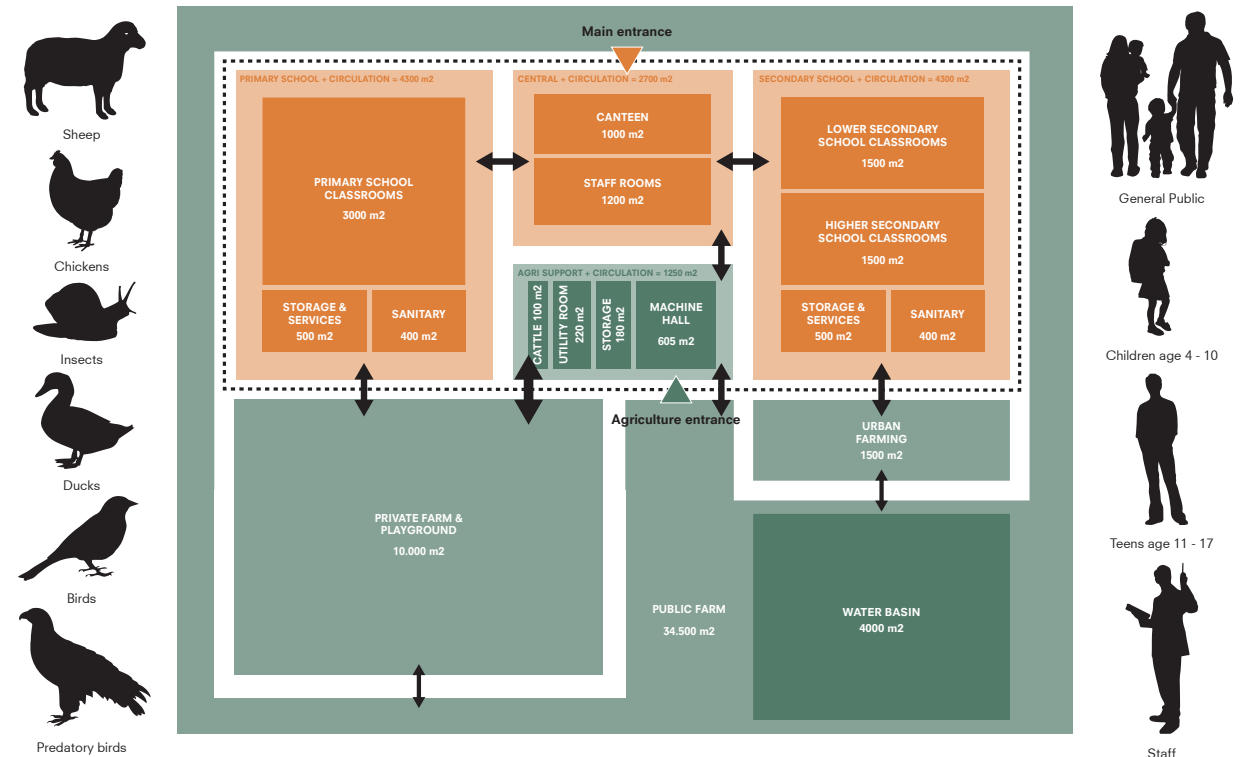 Main entrance
PRIMARY SCHOOL + CIRCULATION = 4300 m2
CENTRAL + CIRCULATION = 2700 m2
SECONDARY SCHOOL + CIRCULATION = 4300 m2
PRIMARY SCHOOL
CLASSROOMS
3000 m2
STORAGE &
SERVICES
500 m2
SANITARY
400 m2
CANTEEN
1000 m2
STAFF ROOMS
1200 m2
LOWER SECONDARY
SCHOOL CLASSROOMS
1500 m2
HIGHER SECONDARY
SCHOOL CLASSROOMS
1500 m2
STORAGE &
SERVICES
500 m2
SANITARY
400 m2
AGRI SUPPORT + CIRCULATION = 1250 m2
CATTLE 100 m2
UTILITY ROOM
220 m2
STORAGE
180 m2
MACHINE
HALL
605 m2
Agriculture entrance
PRIVATE FARM &
PLAYGROUND
10.000 m2
PUBLIC FARM
34.500 m2
URBAN
FARMING
1500 m2
WATER BASIN
4000 m2
Sheep
Chickens
Insects
Ducks
Birds
Predatory birds
General Public
Children age 4 - 10
Teens age 11 - 17
Staff